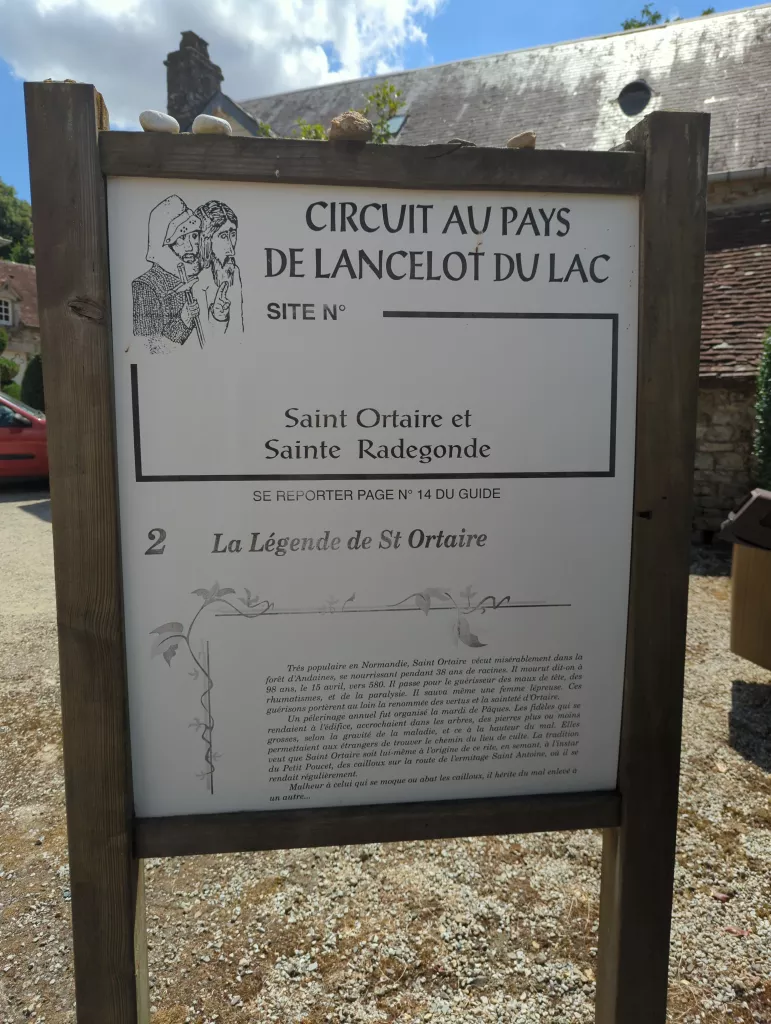 CIRCUIT AU PAYS
DE LANCELOT DU LAC
SITE N°
Saint Ortaire et
Sainte Radegonde
SE REPORTER PAGE N° 14 DU GUIDE
2 La Légende de St Ortaire
Trés populaire en Normandie, Saint Ortaire vécut misérablement dans la
forêt d'Andaines, se nourrissant pendant 38 ans de racines. Il mourut dit-on à
98 ans, le 15 avril, vers 580. Il passe pour le guérisseur des maux de tête, des
rhumatismes, et de la paralysie. Il sauva même une femme lépreuse. Ces
guérisons portèrent au loin la renommée des vertus et la sainteté d'Ortaire.
Un pélerinage annuel fut organisé la mardi de Pâques. Les fidèles qui se
rendaient à l'édifice, accrochaient dans les arbres, des pierres plus ou moins
grosses, selon la gravité de la maladie, et ce à la hauteur du mal. Elles
permettaient aux étrangers de trouver le chemin du lieu de culte. La tradition
veut que Saint Ortaire soit lui-même à l'origine de ce rite, en semant, à l'instar
du Petit Poucet, des cailloux sur la route de l'ermitage Saint Antoine, où il se
rendait régulièrement.
Malheur à celui qui se moque ou abat les cailloux, il hérite du mal enlevé à
un autre...